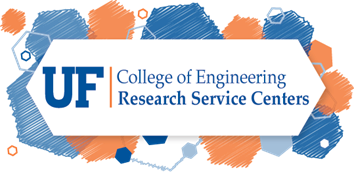 UF
College of Engineering
Research Service Centers